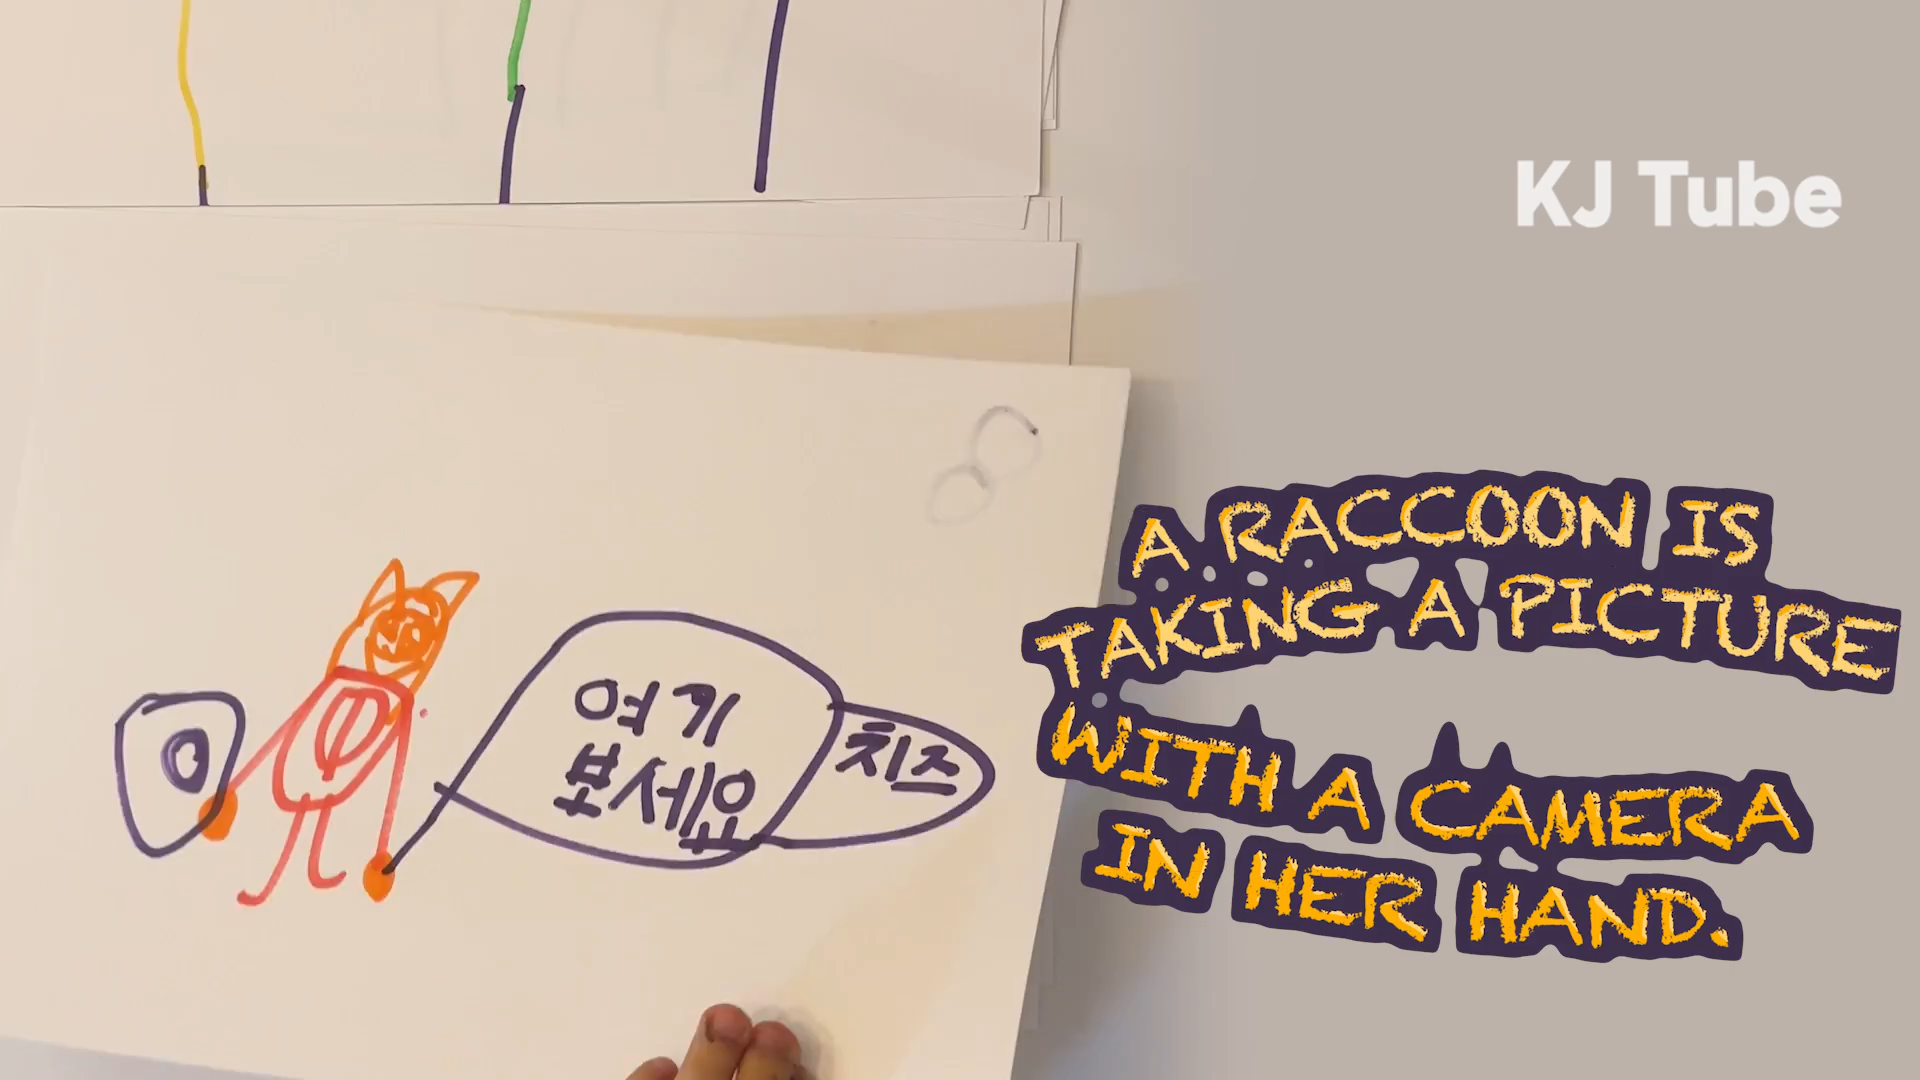 KJ Tube
여기
보세요
치즈
A RACCOON IS
TAKING A PICTURE
WITH A CAMERA
IN HER HAND.